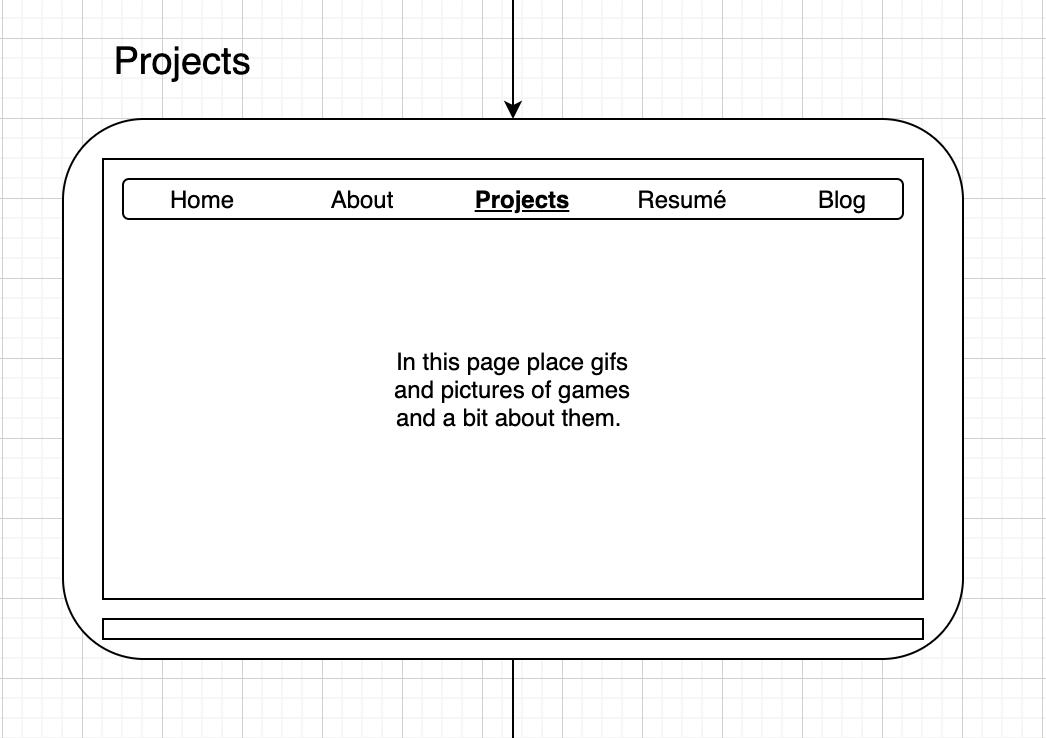 Projects
Home About Projects Resumé Blog
In this page place gifs
and pictures of games
and a bit about them.